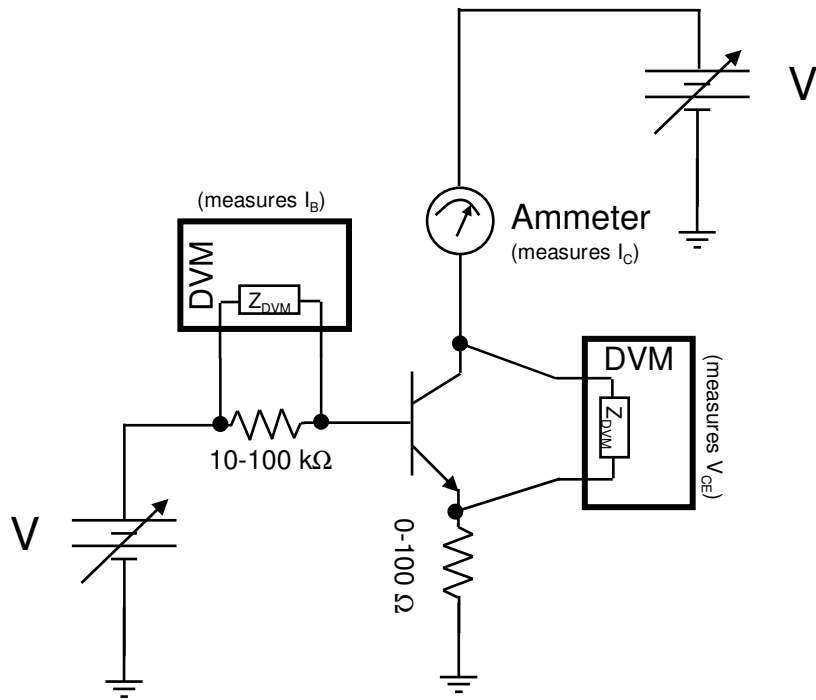 V
(measures I_B)
DVM
Z_DVM
Ammeter
(measures I_C)
DVM
Z_DVM
(measures V_CE)
10-100 kΩ
V
0-100 Ω